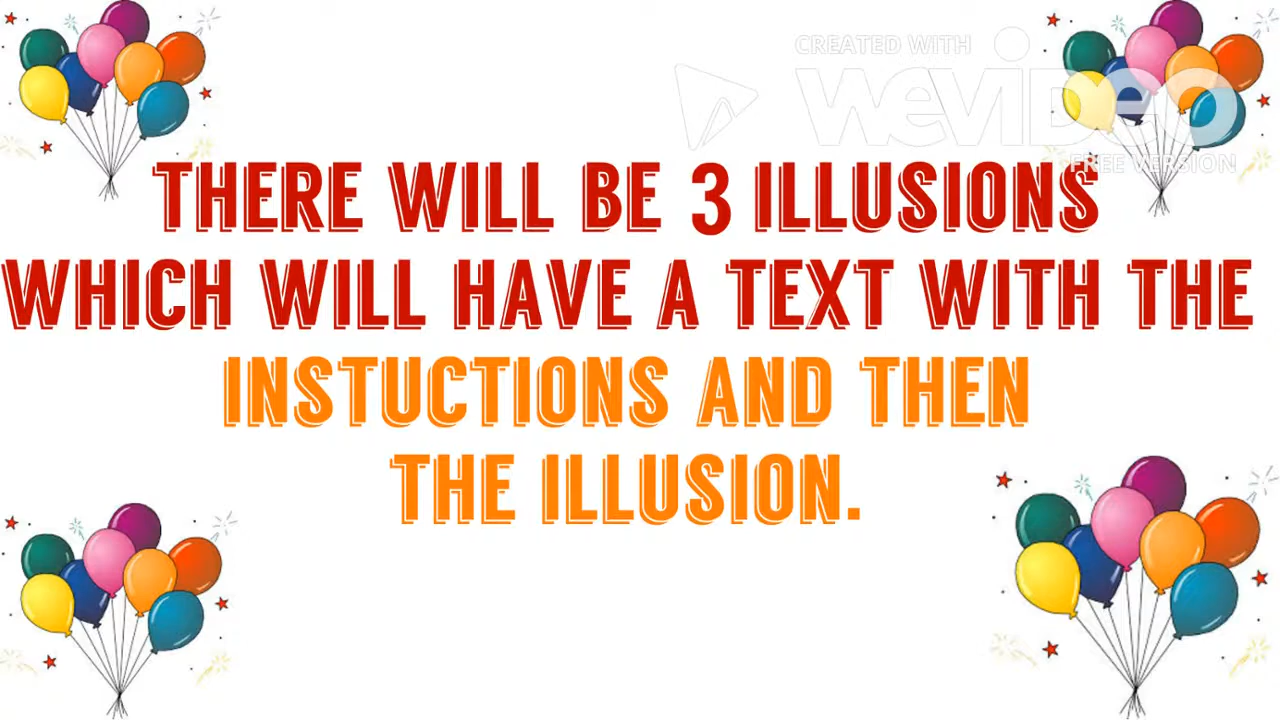 CREATED WITH
WEVIDEO
FREE VERSION
THERE WILL BE 3 ILLUSIONS
WHICH WILL HAVE A TEXT WITH THE
INSTUCTIONS AND THEN
THE ILLUSION.